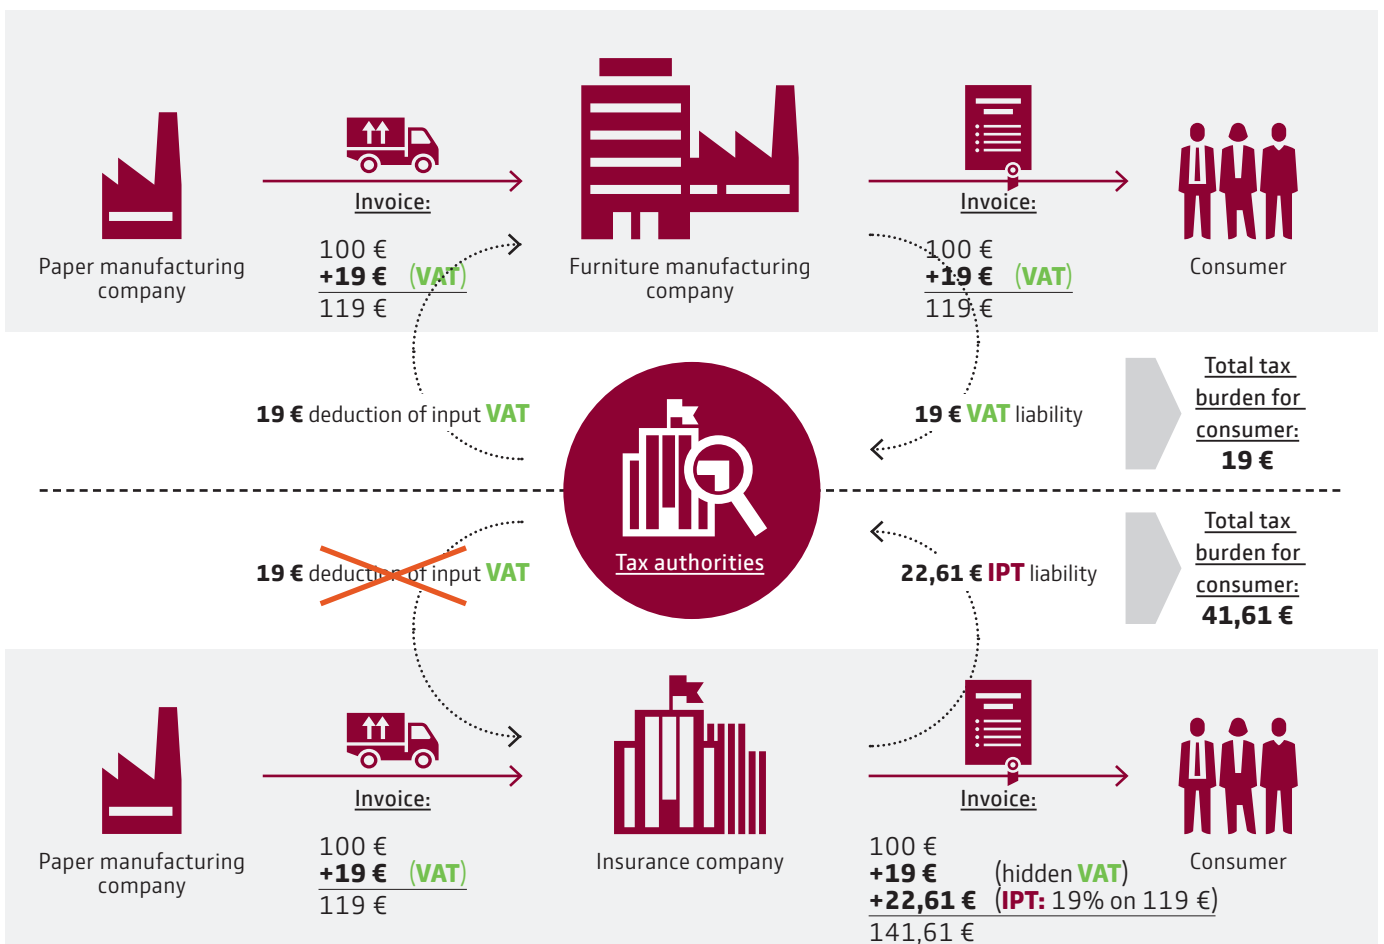 Invoice:
100 €
+19 € (VAT)
119 €
Paper manufacturing
company
Furniture manufacturing
company
Invoice:
100 €
+19 € (VAT)
119 €
Consumer
19 € deduction of input VAT
19 € VAT liability
Total tax
burden for
consumer:
19 €
Tax authorities
19 € deduction of input VAT
22,61 € IPT liability
Total tax
burden for
consumer:
41,61 €
Invoice:
100 €
+19 € (VAT)
119 €
Paper manufacturing
company
Insurance company
Invoice:
100 €
+19 € (hidden VAT)
+22,61 € (IPT: 19% on 119 €)
141,61 €
Consumer